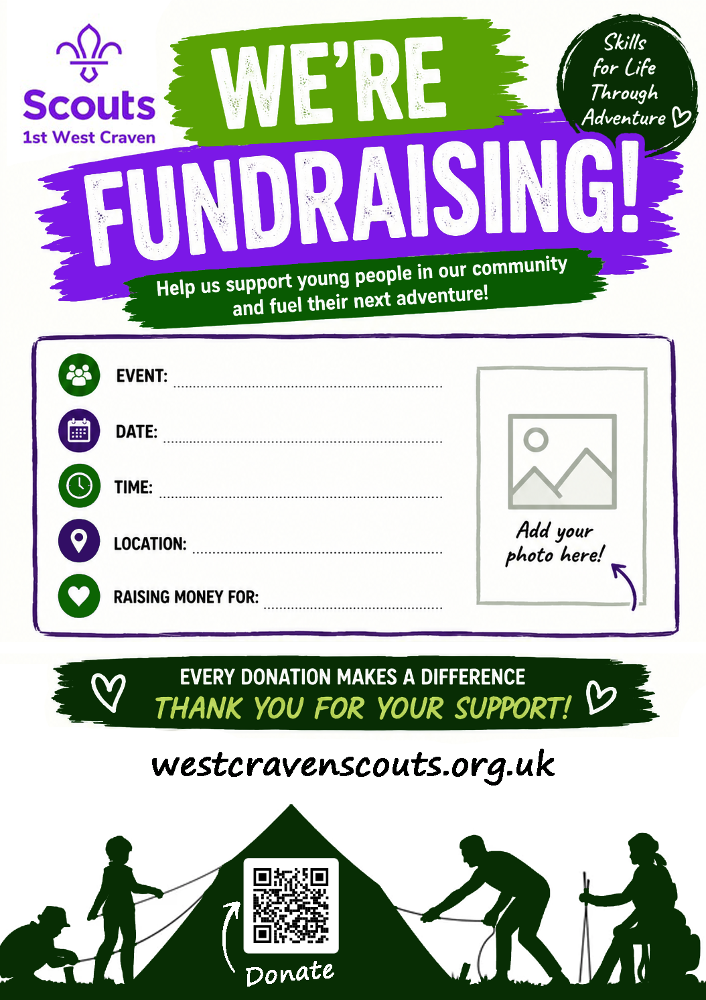 Scouts
1st West Craven
WE'RE
FUNDRAISING!
Skills
for Life
Through
Adventure
Help us support young people in our community
and fuel their next adventure!
EVENT:
DATE:
TIME:
LOCATION:
RAISING MONEY FOR:
Add your
photo here!
EVERY DONATION MAKES A DIFFERENCE
THANK YOU FOR YOUR SUPPORT!
westcravenscouts.org.uk
Donate